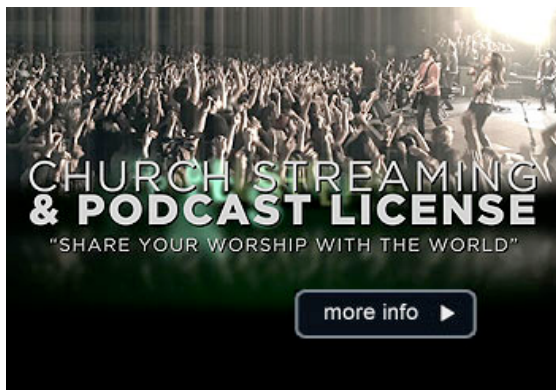 CHURCH STREAMING
& PODCAST LICENSE
"SHARE YOUR WORSHIP WITH THE WORLD"
more info